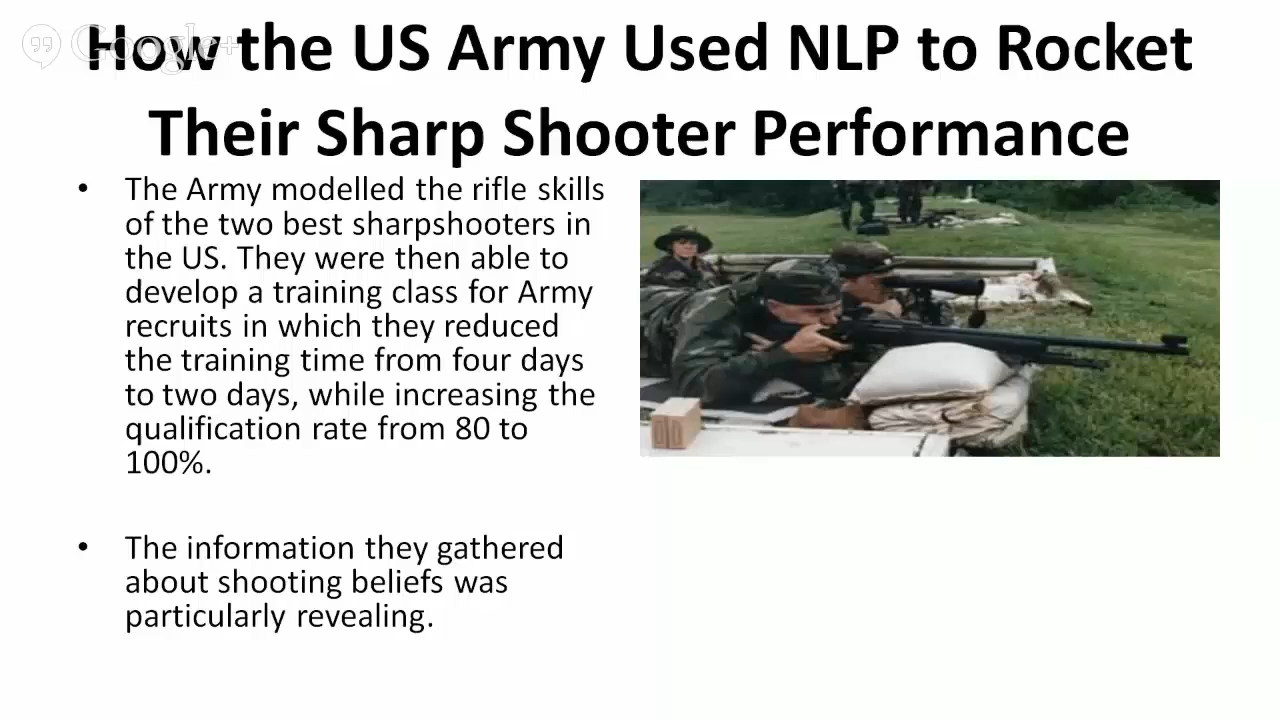 Google+
How the US Army Used NLP to Rocket
Their Sharp Shooter Performance
• The Army modelled the rifle skills
of the two best sharpshooters in
the US. They were then able to
develop a training class for Army
recruits in which they reduced
the training time from four days
to two days, while increasing the
qualification rate from 80 to
100%.
• The information they gathered
about shooting beliefs was
particularly revealing.